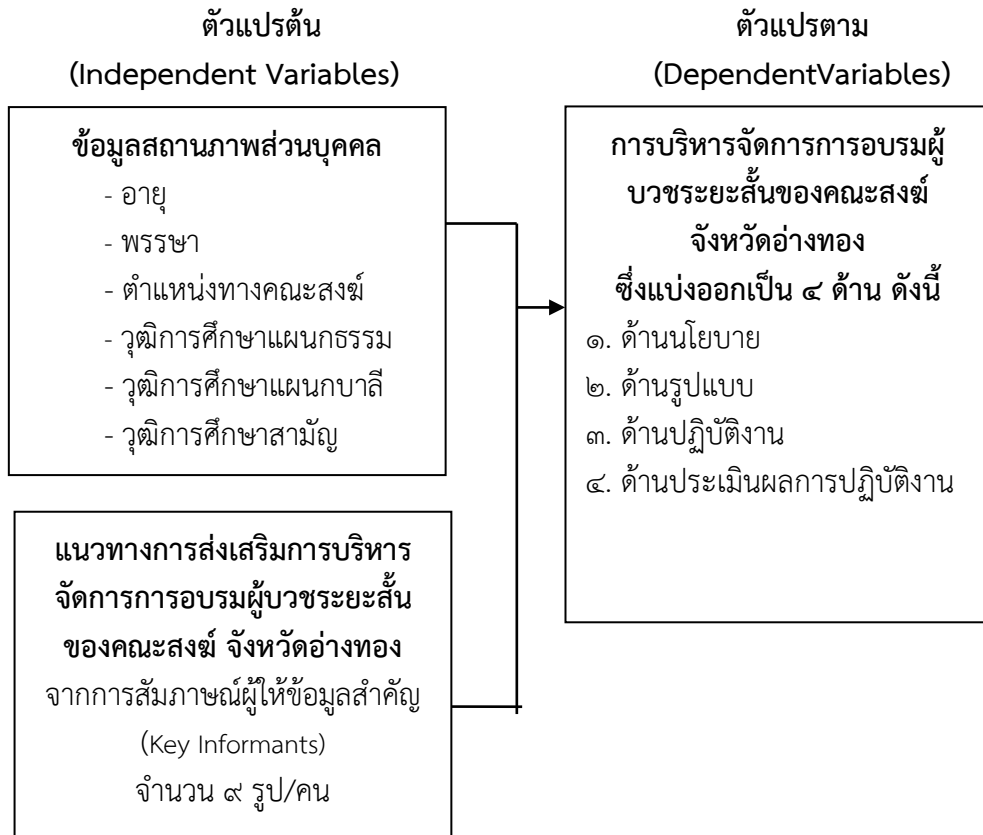 ตัวแปรต้น
(Independent Variables)
ข้อมูลสถานภาพส่วนบุคคล
- อายุ
- พรรษา
- ตำแหน่งทางคณะสงฆ์
- วุฒิการศึกษาแผนกธรรม
- วุฒิการศึกษาแผนกบาลี
- วุฒิการศึกษาสามัญ
แนวทางการส่งเสริมการบริหาร
จัดการการอบรมผู้บวชระยะสั้น
ของคณะสงฆ์ จังหวัดอ่างทอง
จากการสัมภาษณ์ผู้ให้ข้อมูลสำคัญ
(Key Informants)
จำนวน ๙ รูป/คน
ตัวแปรตาม
(DependentVariables)
การบริหารจัดการการอบรมผู้
บวชระยะสั้นของคณะสงฆ์
จังหวัดอ่างทอง
ซึ่งแบ่งออกเป็น ๔ ด้าน ดังนี้
๑. ด้านนโยบาย
๒. ด้านรูปแบบ
๓. ด้านปฏิบัติงาน
๔. ด้านประเมินผลการปฏิบัติงาน